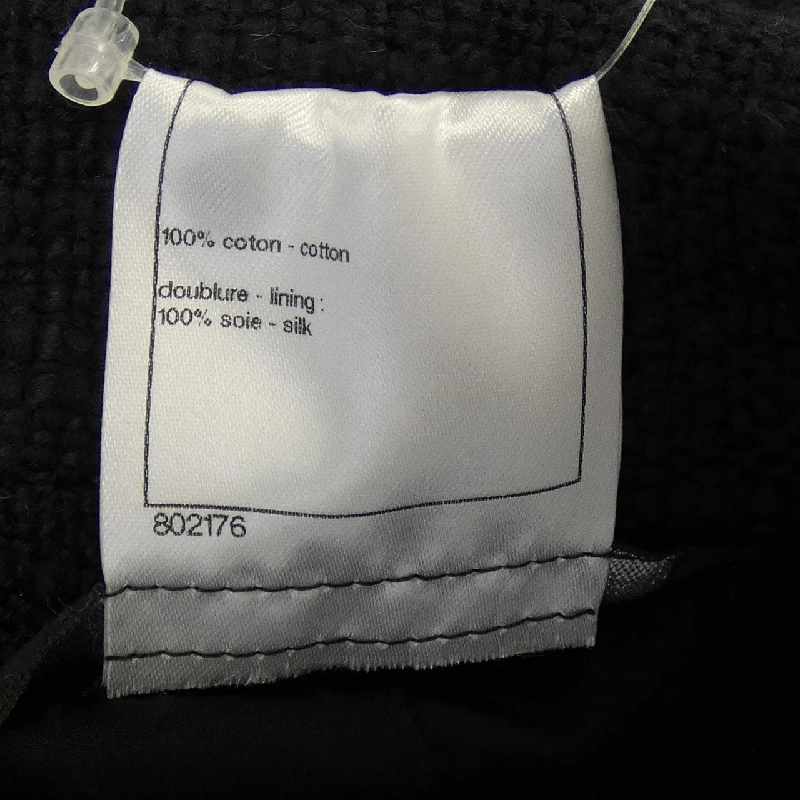 100% coton - cotton
doublure - lining :
100% soie - silk
802176